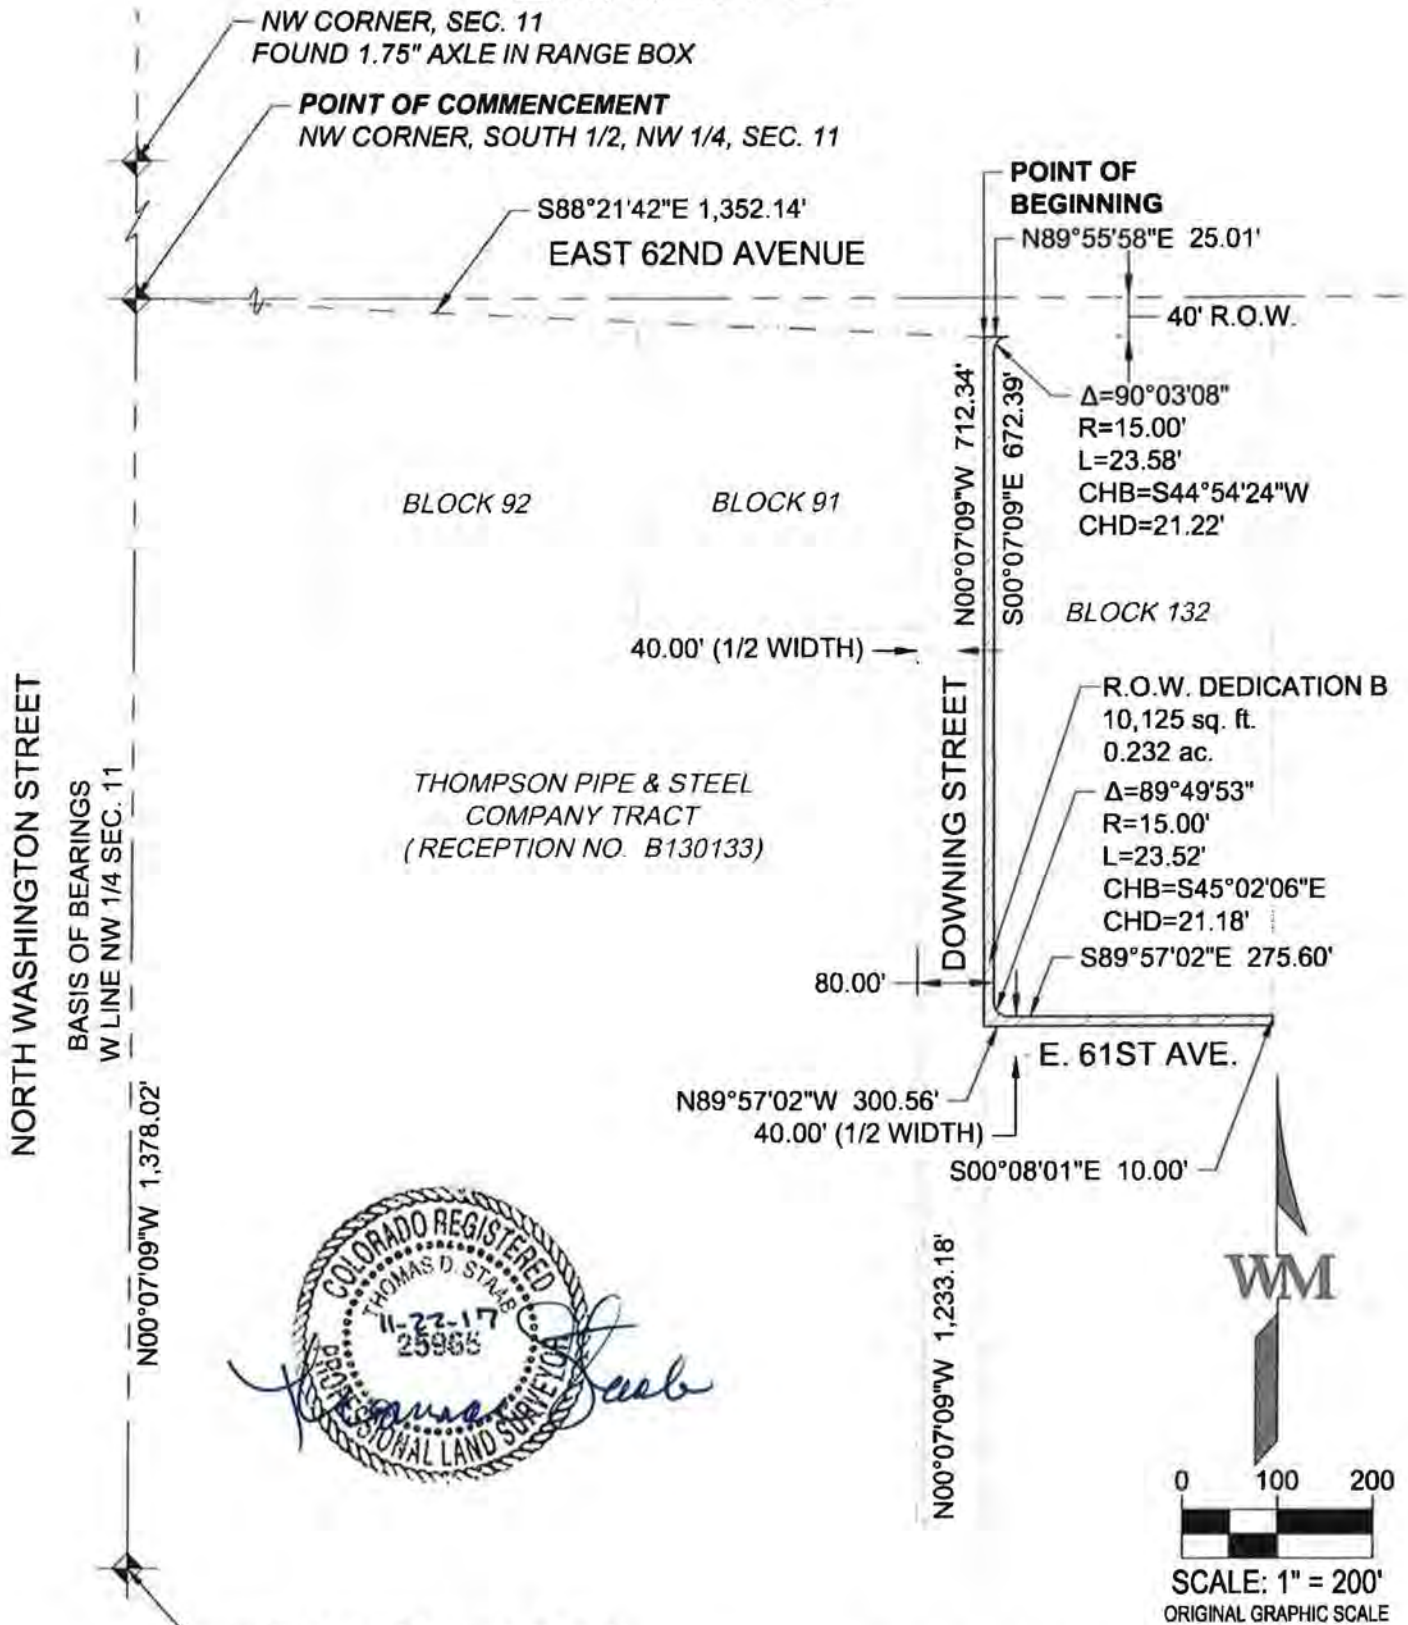 NW CORNER, SEC. 11
FOUND 1.75" AXLE IN RANGE BOX
POINT OF COMMENCEMENT
NW CORNER, SOUTH 1/2, NW 1/4, SEC. 11
S88°21'42"E 1,352.14'
EAST 62ND AVENUE
POINT OF
BEGINNING
N89°55'58"E 25.01'
40' R.O.W.
Δ=90°03'08"
R=15.00'
L=23.58'
CHB=S44°54'24"W
CHD=21.22'
N00°07'09"W 712.34'
S00°07'09"E 672.39'
BLOCK 92
BLOCK 91
BLOCK 132
40.00' (1/2 WIDTH)
R.O.W. DEDICATION B
10,125 sq. ft.
0.232 ac.
Δ=89°49'53"
R=15.00'
L=23.52'
CHB=S45°02'06"E
CHD=21.18'
S89°57'02"E 275.60'
DOWNING STREET
THOMPSON PIPE & STEEL
COMPANY TRACT
(RECEPTION NO. B130133)
NORTH WASHINGTON STREET
BASIS OF BEARINGS
W LINE NW 1/4 SEC. 11
N00°07'09"W 1,378.02'
80.00'
E. 61ST AVE.
N89°57'02"W 300.56'
40.00' (1/2 WIDTH)
S00°08'01"E 10.00'
N00°07'09"W 1,233.18'
COLORADO REGISTERED
THOMAS D. STAAB
11-22-17
25965
PROFESSIONAL LAND SURVEYOR
Thomas D Staab
WM
0 100 200
SCALE: 1" = 200'
ORIGINAL GRAPHIC SCALE